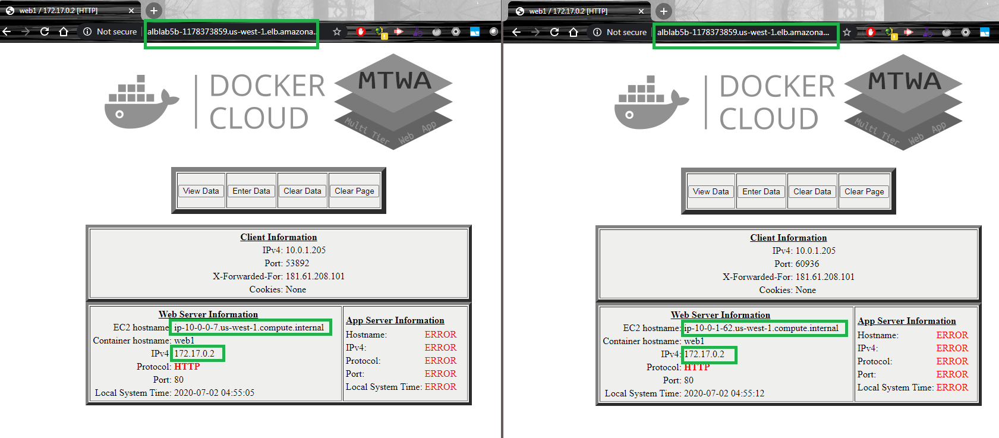 web1 / 172.17.0.2 [HTTP]
Not secure
alblab5b-1178373859.us-west-1.elb.amazona...
DOCKER
CLOUD
MTWA
Multi Tier Web App
View Data
Enter Data
Clear Data
Clear Page
Client Information
IPv4: 10.0.1.205
Port: 53892
X-Forwarded-For: 181.61.208.101
Cookies: None
Web Server Information
EC2 hostname: ip-10-0-0-7.us-west-1.compute.internal
Container hostname: web1
IPv4: 172.17.0.2
Protocol: HTTP
Port: 80
Local System Time: 2020-07-02 04:55:05
App Server Information
Hostname: ERROR
IPv4: ERROR
Protocol: ERROR
Port: ERROR
Local System Time: ERROR
web1 / 172.17.0.2 [HTTP]
Not secure
alblab5b-1178373859.us-west-1.elb.amazona...
DOCKER
CLOUD
MTWA
Multi Tier Web App
View Data
Enter Data
Clear Data
Clear Page
Client Information
IPv4: 10.0.1.205
Port: 60936
X-Forwarded-For: 181.61.208.101
Cookies: None
Web Server Information
EC2 hostname: ip-10-0-1-62.us-west-1.compute.internal
Container hostname: web1
IPv4: 172.17.0.2
Protocol: HTTP
Port: 80
Local System Time: 2020-07-02 04:55:12
App Server Information
Hostname: ERROR
IPv4: ERROR
Protocol: ERROR
Port: ERROR
Local System Time: ERROR